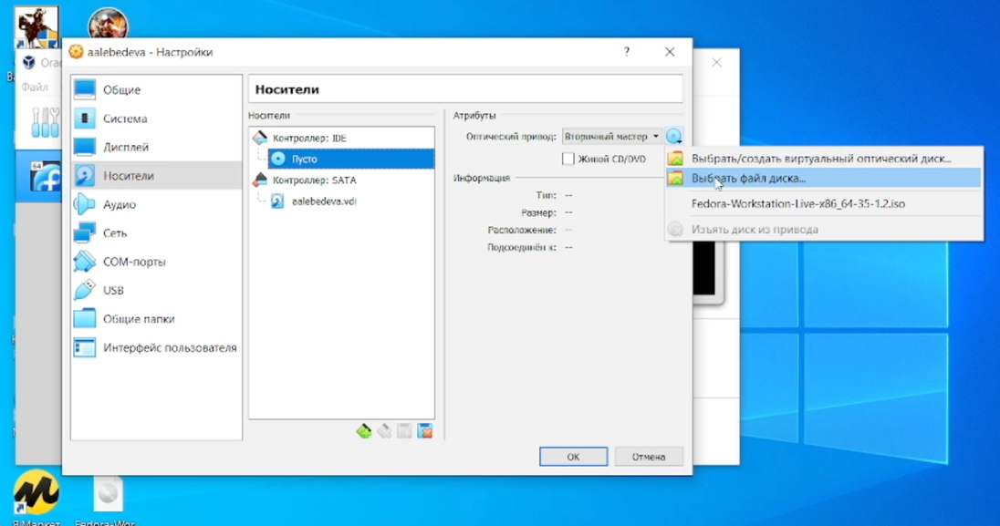 aalebedeva - Настройки
?
Ora
Файл
64
Общие
Система
Дисплей
Носители
Аудио
Сеть
COM-порты
USB
Общие папки
Интерфейс пользователя
Носители
Носители
Контроллер: IDE
Пусто
Контроллер: SATA
aalebedeva.vdi
Атрибуты
Оптический привод: Вторичный мастер
Живой CD/DVD
Информация
Тип: --
Размер: --
Расположение: --
Подсоединён к: --
Выбрать/создать виртуальный оптический диск...
Выбрать файл диска...
Fedora-Workstation-Live-x86_64-35-1.2.iso
Изъять диск из привода
OK
Отмена
Fedora-Wor